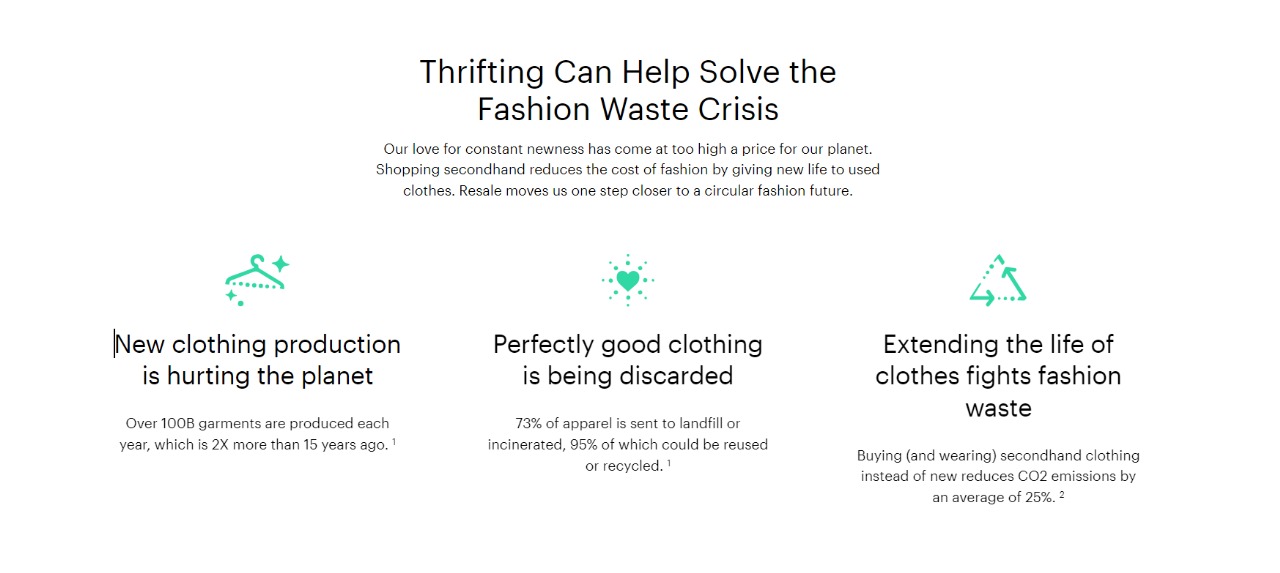 Thrifting Can Help Solve the
Fashion Waste Crisis
Our love for constant newness has come at too high a price for our planet.
Shopping secondhand reduces the cost of fashion by giving new life to used
clothes. Resale moves us one step closer to a circular fashion future.
New clothing production
is hurting the planet
Over 100B garments are produced each
year, which is 2X more than 15 years ago. 1
Perfectly good clothing
is being discarded
73% of apparel is sent to landfill or
incinerated, 95% of which could be reused
or recycled. 1
Extending the life of
clothes fights fashion
waste
Buying (and wearing) secondhand clothing
instead of new reduces CO2 emissions by
an average of 25%. 2